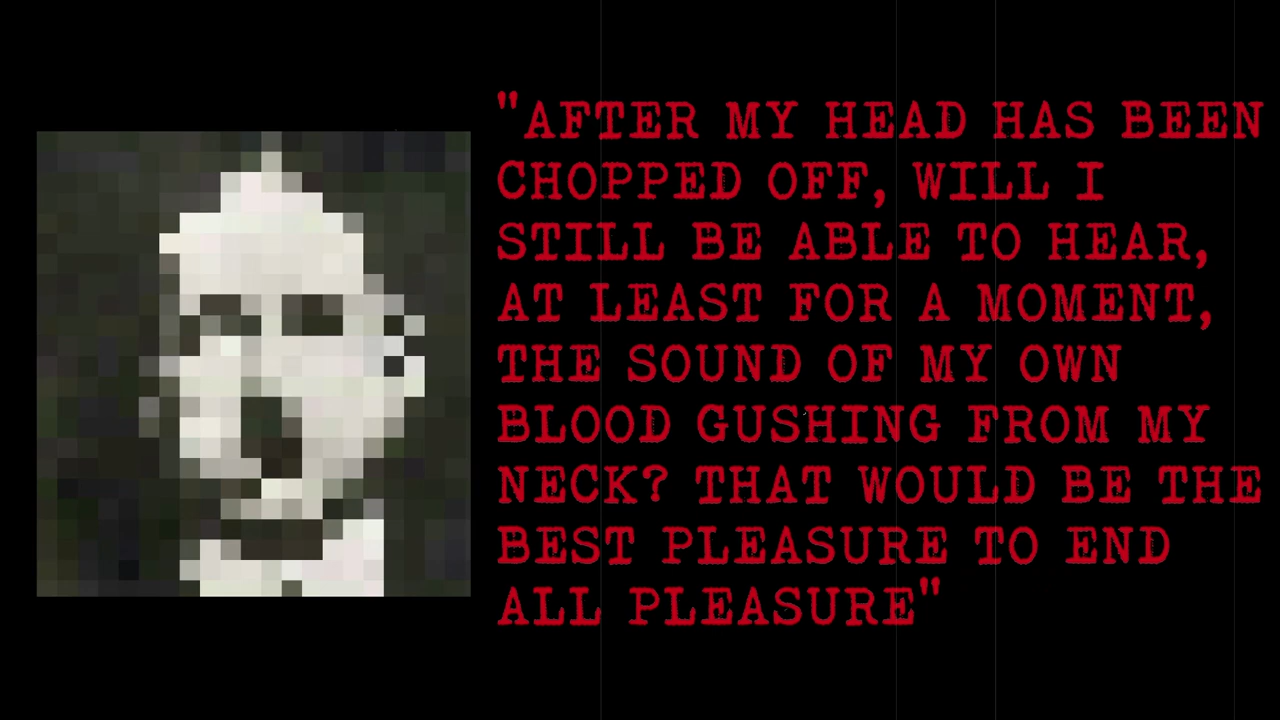 "AFTER MY HEAD HAS BEEN
CHOPPED OFF, WILL I
STILL BE ABLE TO HEAR,
AT LEAST FOR A MOMENT,
THE SOUND OF MY OWN
BLOOD GUSHING FROM MY
NECK? THAT WOULD BE THE
BEST PLEASURE TO END
ALL PLEASURE"